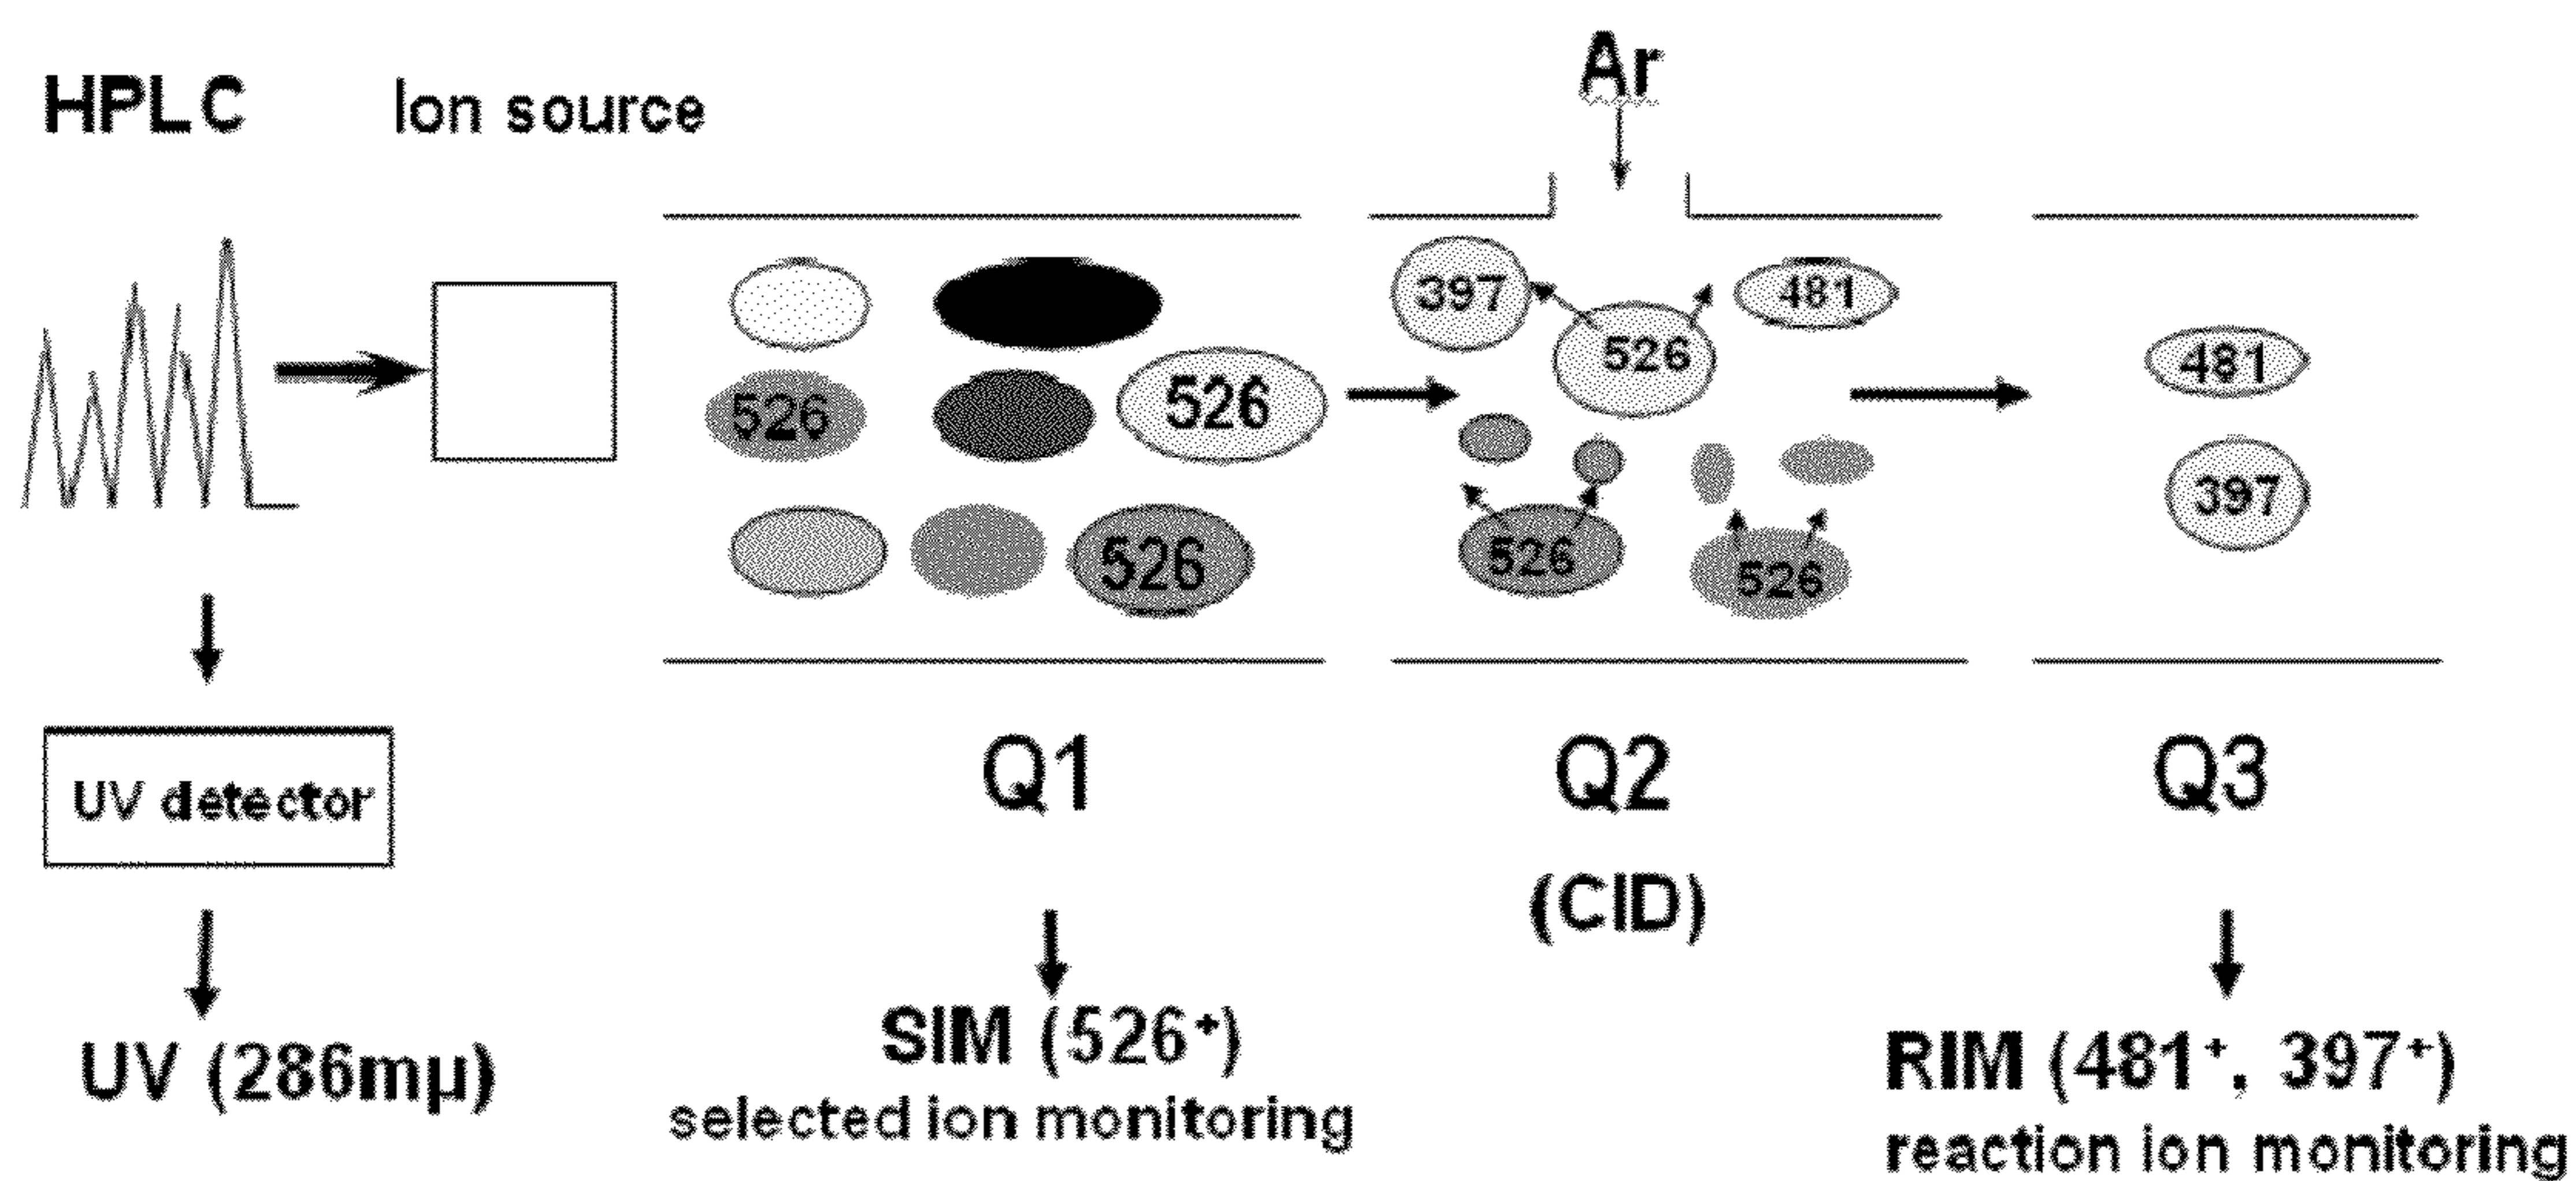 HPLC
Ion source
Ar
526
526
526
397
526
481
526
526
481
397
UV detector
Q1
Q2
(CID)
Q3
UV (286mμ)
SIM (526⁺)
selected ion monitoring
RIM (481⁺, 397⁺)
reaction ion monitoring